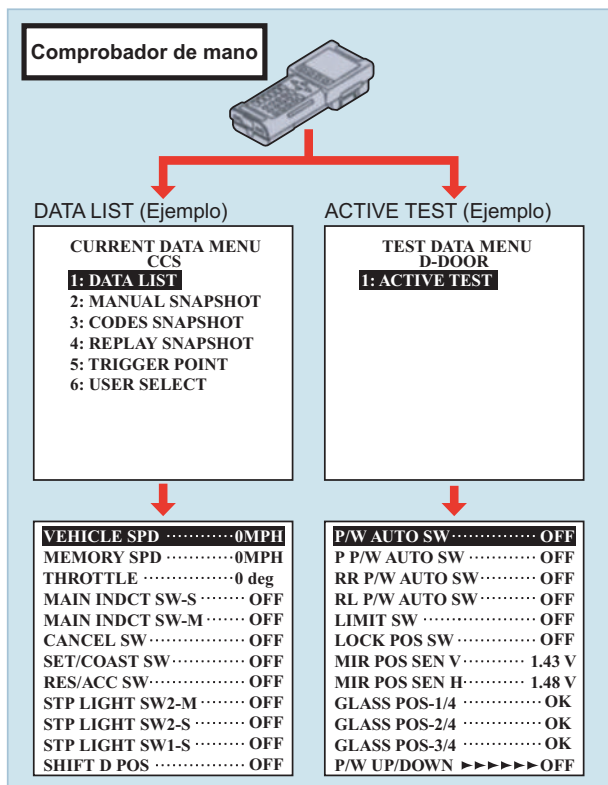 Comprobador de mano
DATA LIST (Ejemplo)
CURRENT DATA MENU
CCS
1: DATA LIST
2: MANUAL SNAPSHOT
3: CODES SNAPSHOT
4: REPLAY SNAPSHOT
5: TRIGGER POINT
6: USER SELECT
VEHICLE SPD ············0MPH
MEMORY SPD ············0MPH
THROTTLE ················0 deg
MAIN INDCT SW-S ······· OFF
MAIN INDCT SW-M ······ OFF
CANCEL SW··············· OFF
SET/COAST SW············ OFF
RES/ACC SW··············· OFF
STP LIGHT SW2-M ······· OFF
STP LIGHT SW2-S ········ OFF
STP LIGHT SW1-S ········ OFF
SHIFT D POS ················ OFF
ACTIVE TEST (Ejemplo)
TEST DATA MENU
D-DOOR
1: ACTIVE TEST
P/W AUTO SW··············· OFF
P P/W AUTO SW ············ OFF
RR P/W AUTO SW·········· OFF
RL P/W AUTO SW·········· OFF
LIMIT SW ··················· OFF
LOCK POS SW ·············· OFF
MIR POS SEN V··········· 1.43 V
MIR POS SEN H··········· 1.48 V
GLASS POS-1/4 ·············· OK
GLASS POS-2/4 ·············· OK
GLASS POS-3/4 ·············· OK
P/W UP/DOWN ►►►►►►OFF